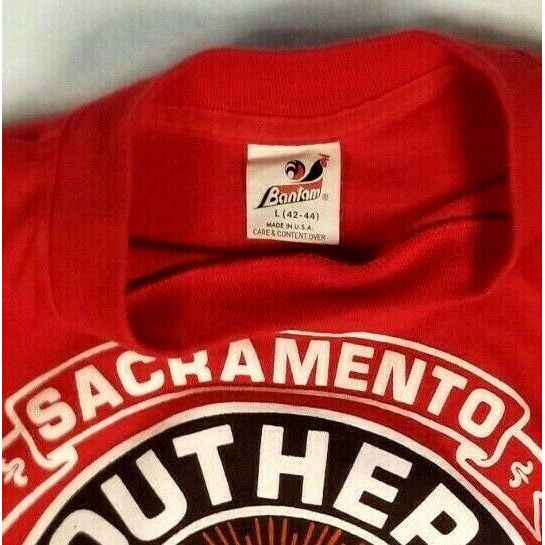 Bantam®
L (42-44)
MADE IN U.S.A.
CARE & CONTENT OVER
SACRAMENTO
OUTHER